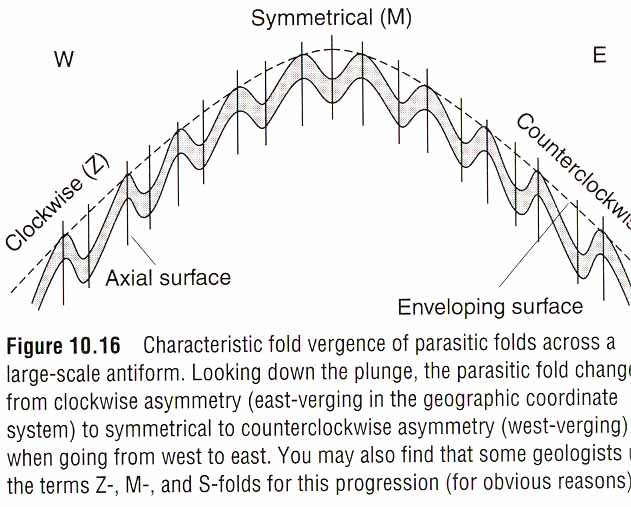 Symmetrical (M)
W
E
Clockwise (Z)
Counterclockwis
Axial surface
Enveloping surface
Figure 10.16 Characteristic fold vergence of parasitic folds across a
large-scale antiform. Looking down the plunge, the parasitic fold change
from clockwise asymmetry (east-verging in the geographic coordinate
system) to symmetrical to counterclockwise asymmetry (west-verging)
when going from west to east. You may also find that some geologists
the terms Z-, M-, and S-folds for this progression (for obvious reasons)